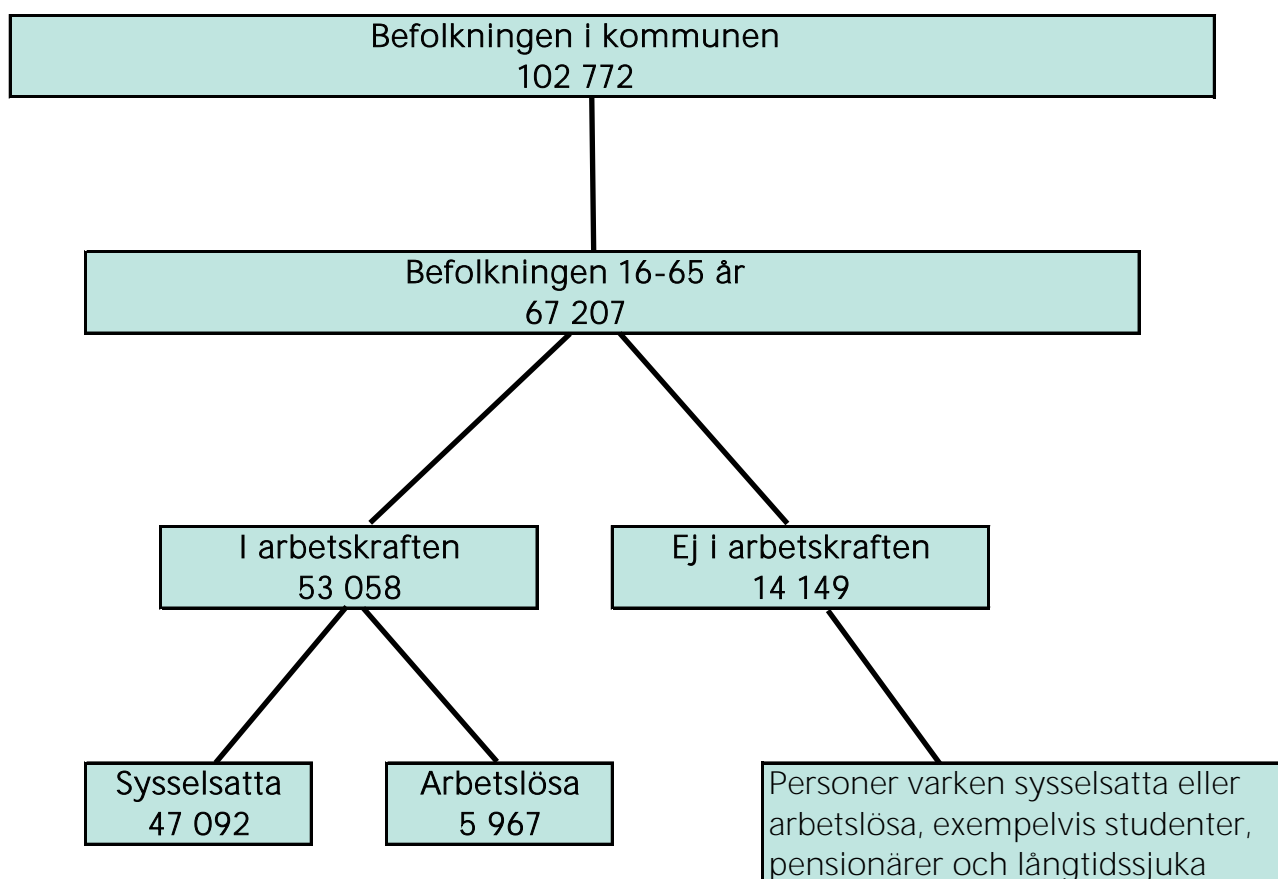 Befolkningen i kommunen
102 772
Befolkningen 16-65 år
67 207
I arbetskraften
53 058
Ej i arbetskraften
14 149
Sysselsatta
47 092
Arbetslösa
5 967
Personer varken sysselsatta eller
arbetslösa, exempelvis studenter,
pensionärer och långtidssjuka